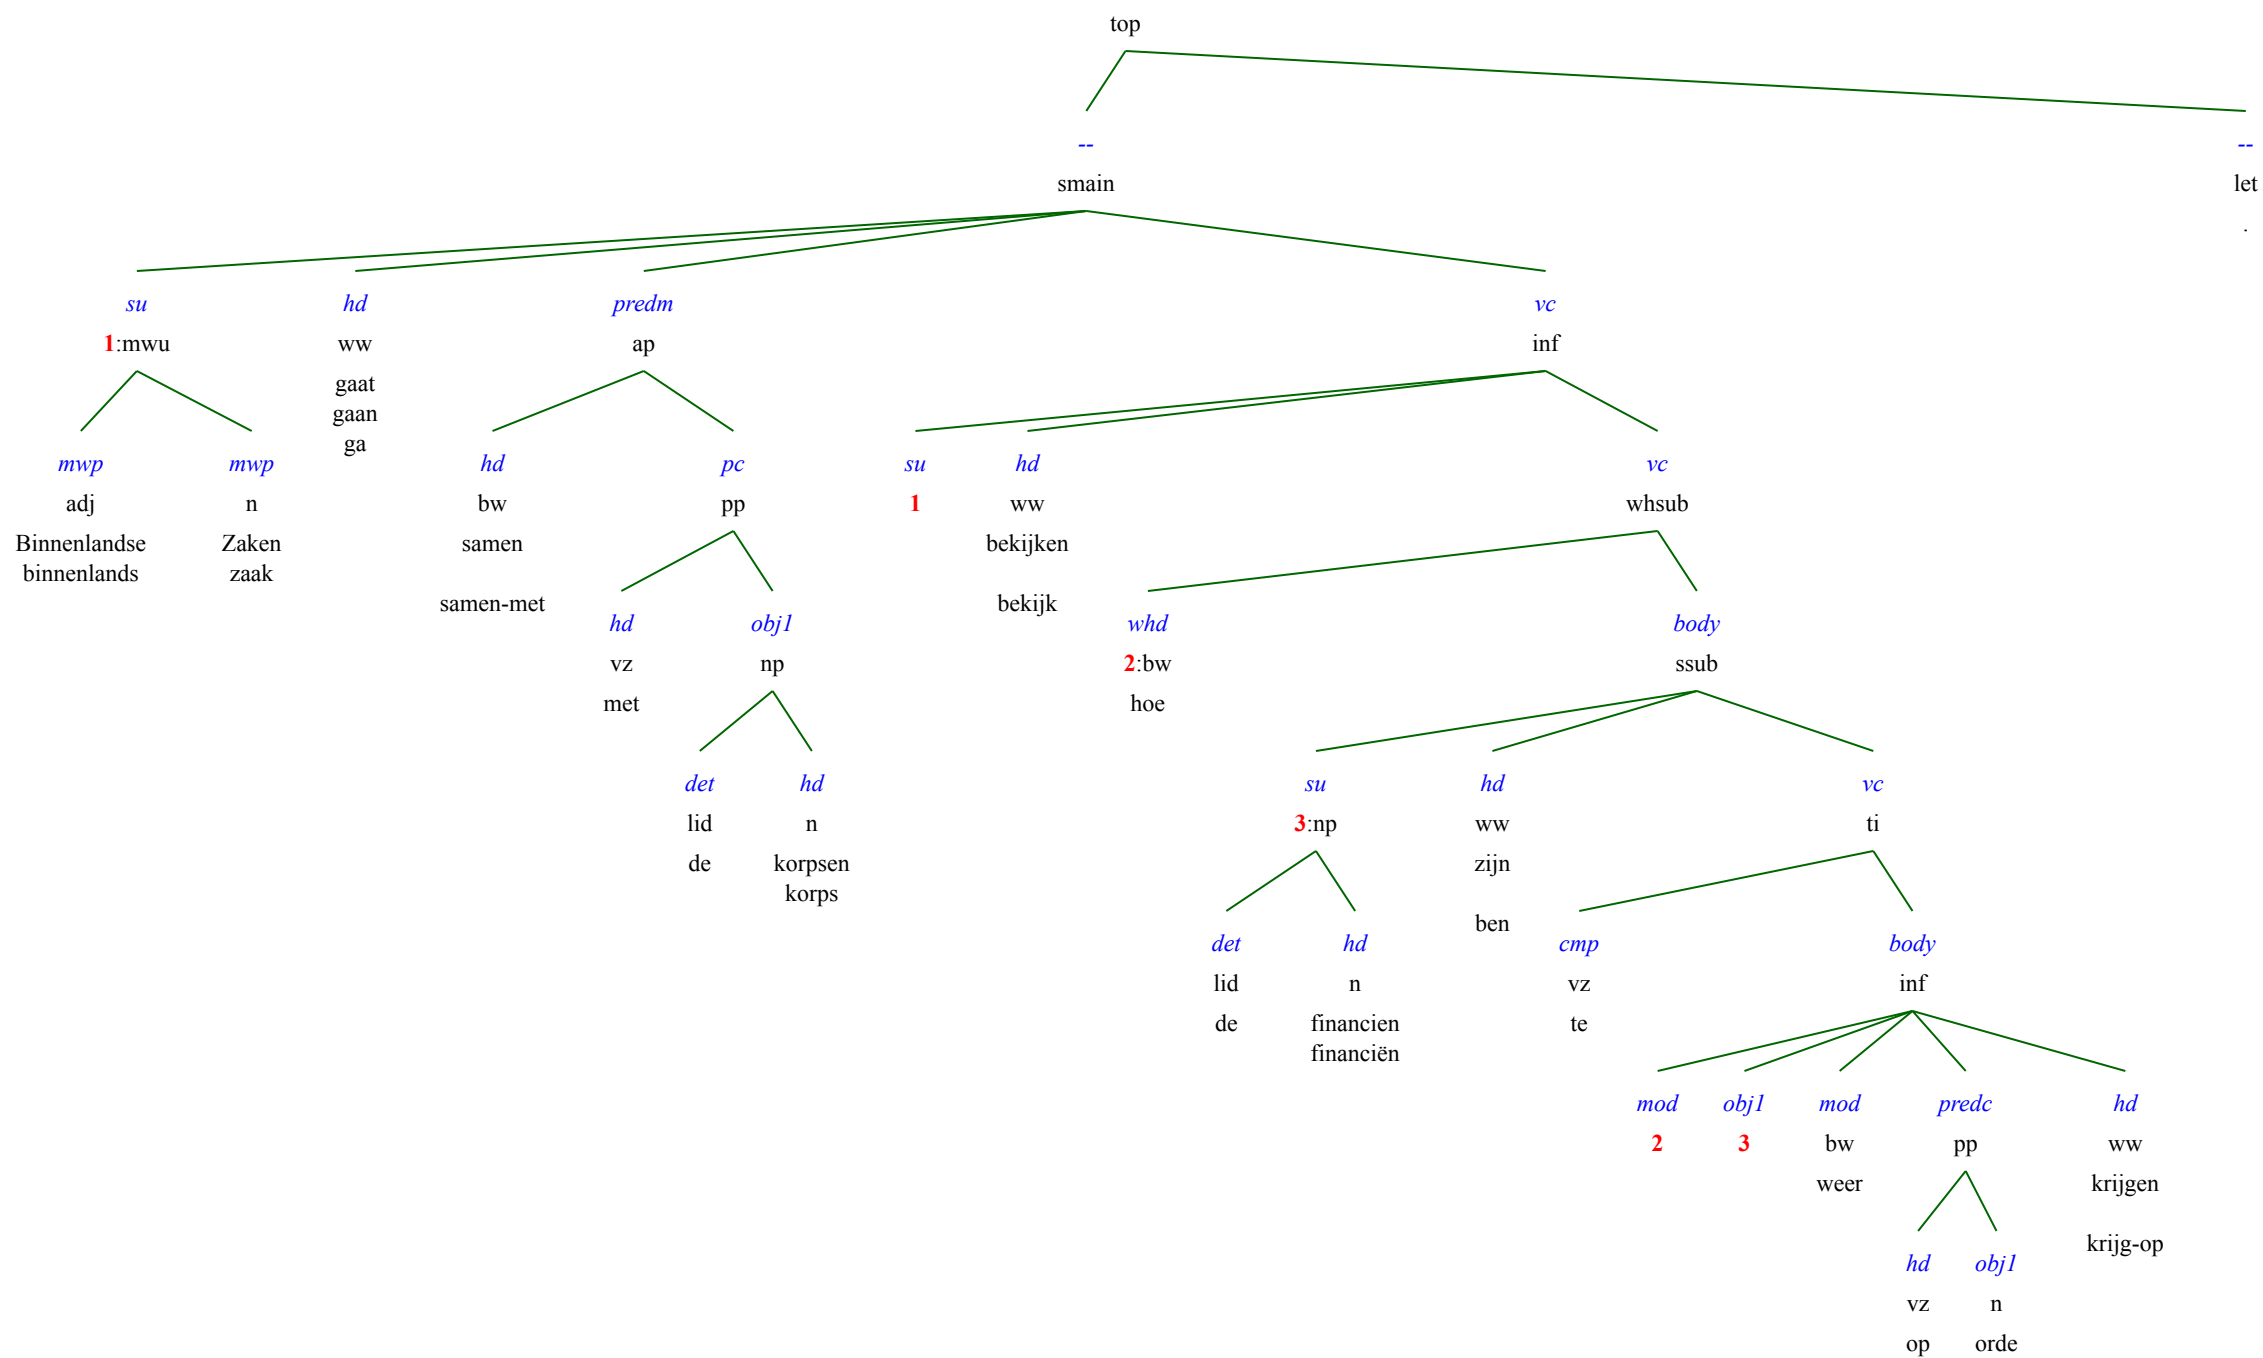 top
-- --
smain let
.
su hd predm vc
1:mwu ww ap inf
gaat
gaan
ga
mwp mwp hd pc su hd vc
adj n bw pp 1 ww whsub
Binnenlandse Zaken samen bekijken
binnenlands zaak
samen-met bekijk
hd obj1 whd body
vz np 2:bw ssub
met hoe
det hd su hd vc
lid n 3:np ww ti
de korpsen zijn
korps
ben
det hd cmp body
lid n vz inf
de financien te
financiën
mod obj1 mod predc hd
2 3 bw pp ww
weer krijgen
krijg-op
hd obj1
vz n
op orde